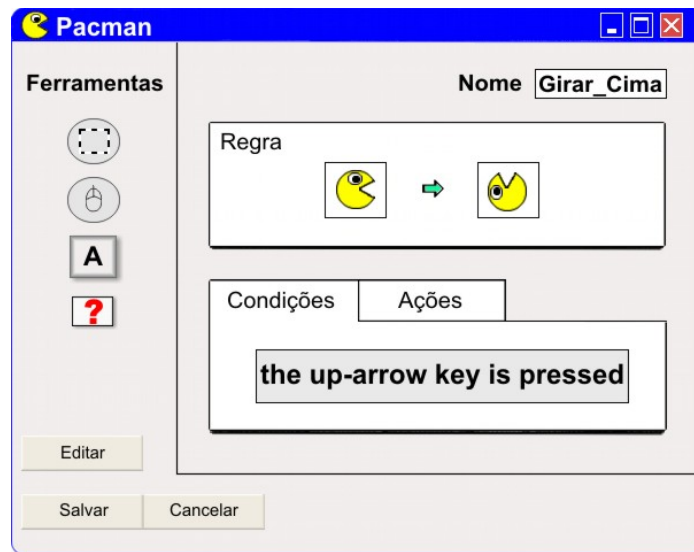 Pacman
Ferramentas
Nome Girar_Cima
Regra
A
?
Condições Ações
the up-arrow key is pressed
Editar
Salvar Cancelar